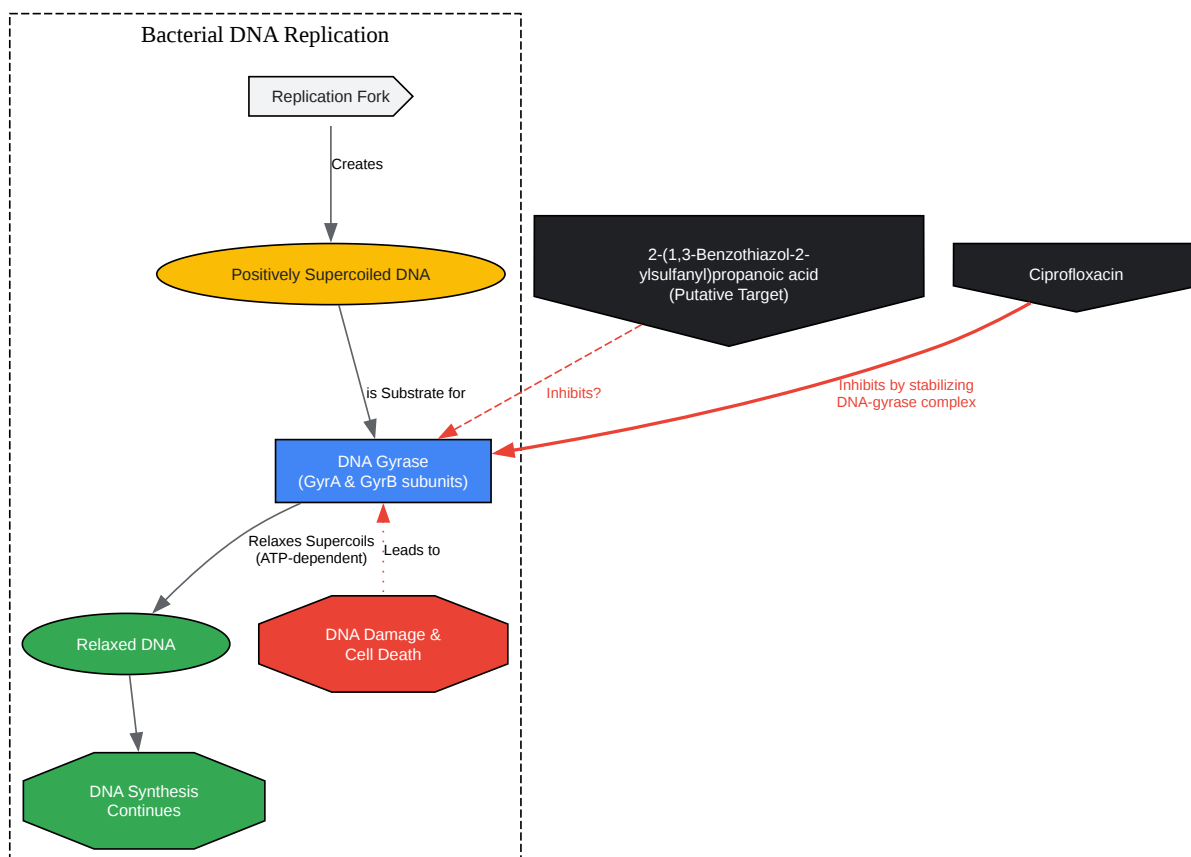 Bacterial DNA Replication
Replication Fork
Creates
Positively Supercoiled DNA
2-(1,3-Benzothiazol-2-
ylsulfanyl)propanoic acid
(Putative Target)
Ciprofloxacin
is Substrate for
Inhibits?
Inhibits by stabilizing
DNA-gyrase complex
DNA Gyrase
(GyrA & GyrB subunits)
Relaxes Supercoils
(ATP-dependent)
Leads to
Relaxed DNA
DNA Damage &
Cell Death
DNA Synthesis
Continues